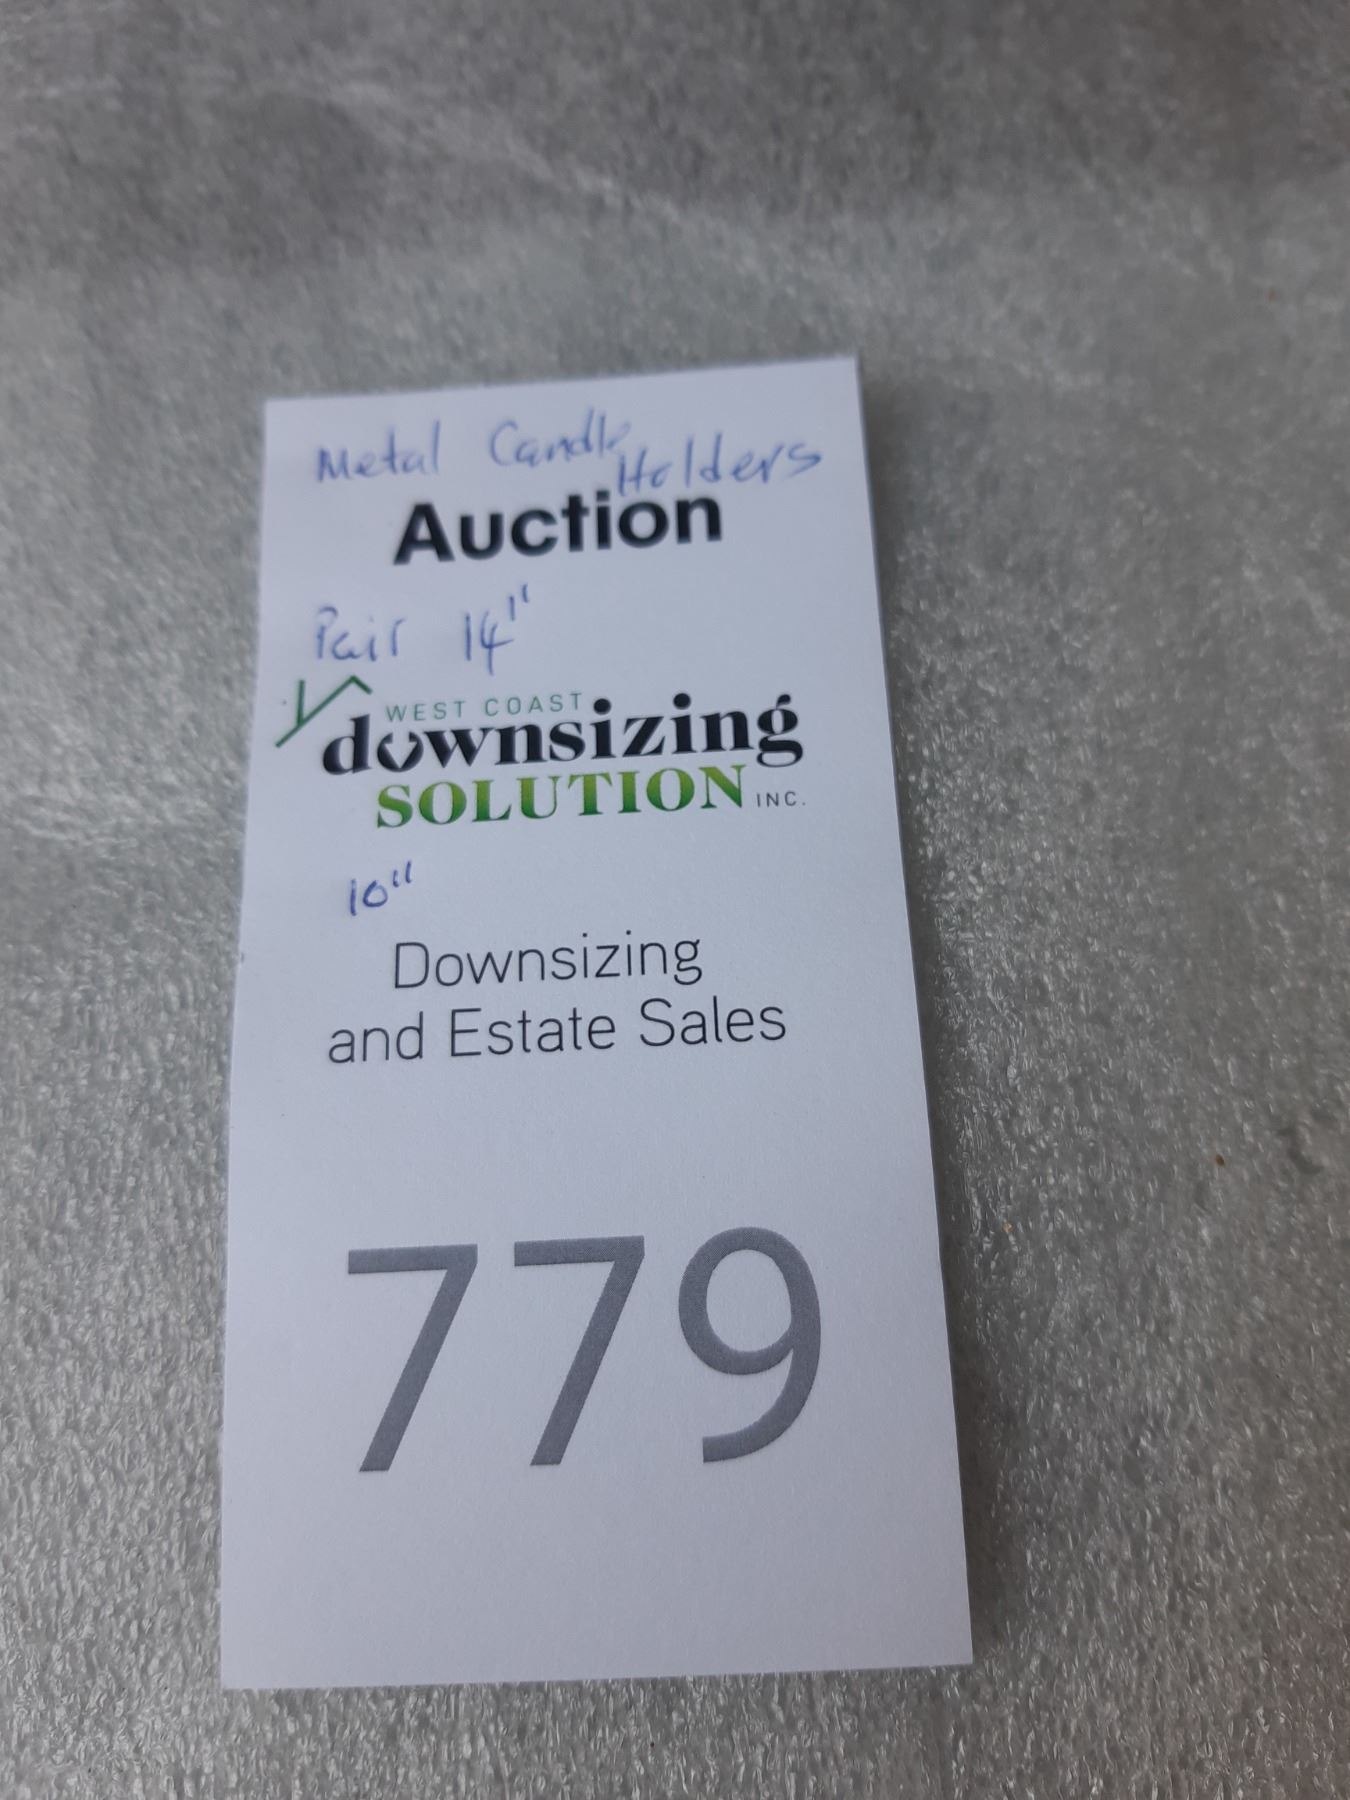 Metal Candle Holders
Auction
Pair 14"
WEST COAST
downsizing
SOLUTION INC.
10"
Downsizing
and Estate Sales
779